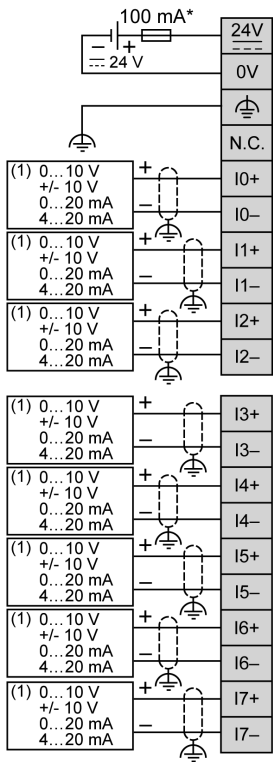 100 mA*
24V
– +
24 V
0V
N.C.
(1) 0...10 V
+/- 10 V
0...20 mA
4...20 mA
+
–
I0+
I0–
(1) 0...10 V
+/- 10 V
0...20 mA
4...20 mA
+
–
I1+
I1–
(1) 0...10 V
+/- 10 V
0...20 mA
4...20 mA
+
–
I2+
I2–
(1) 0...10 V
+/- 10 V
0...20 mA
4...20 mA
+
–
I3+
I3–
(1) 0...10 V
+/- 10 V
0...20 mA
4...20 mA
+
–
I4+
I4–
(1) 0...10 V
+/- 10 V
0...20 mA
4...20 mA
+
–
I5+
I5–
(1) 0...10 V
+/- 10 V
0...20 mA
4...20 mA
+
–
I6+
I6–
(1) 0...10 V
+/- 10 V
0...20 mA
4...20 mA
+
–
I7+
I7–